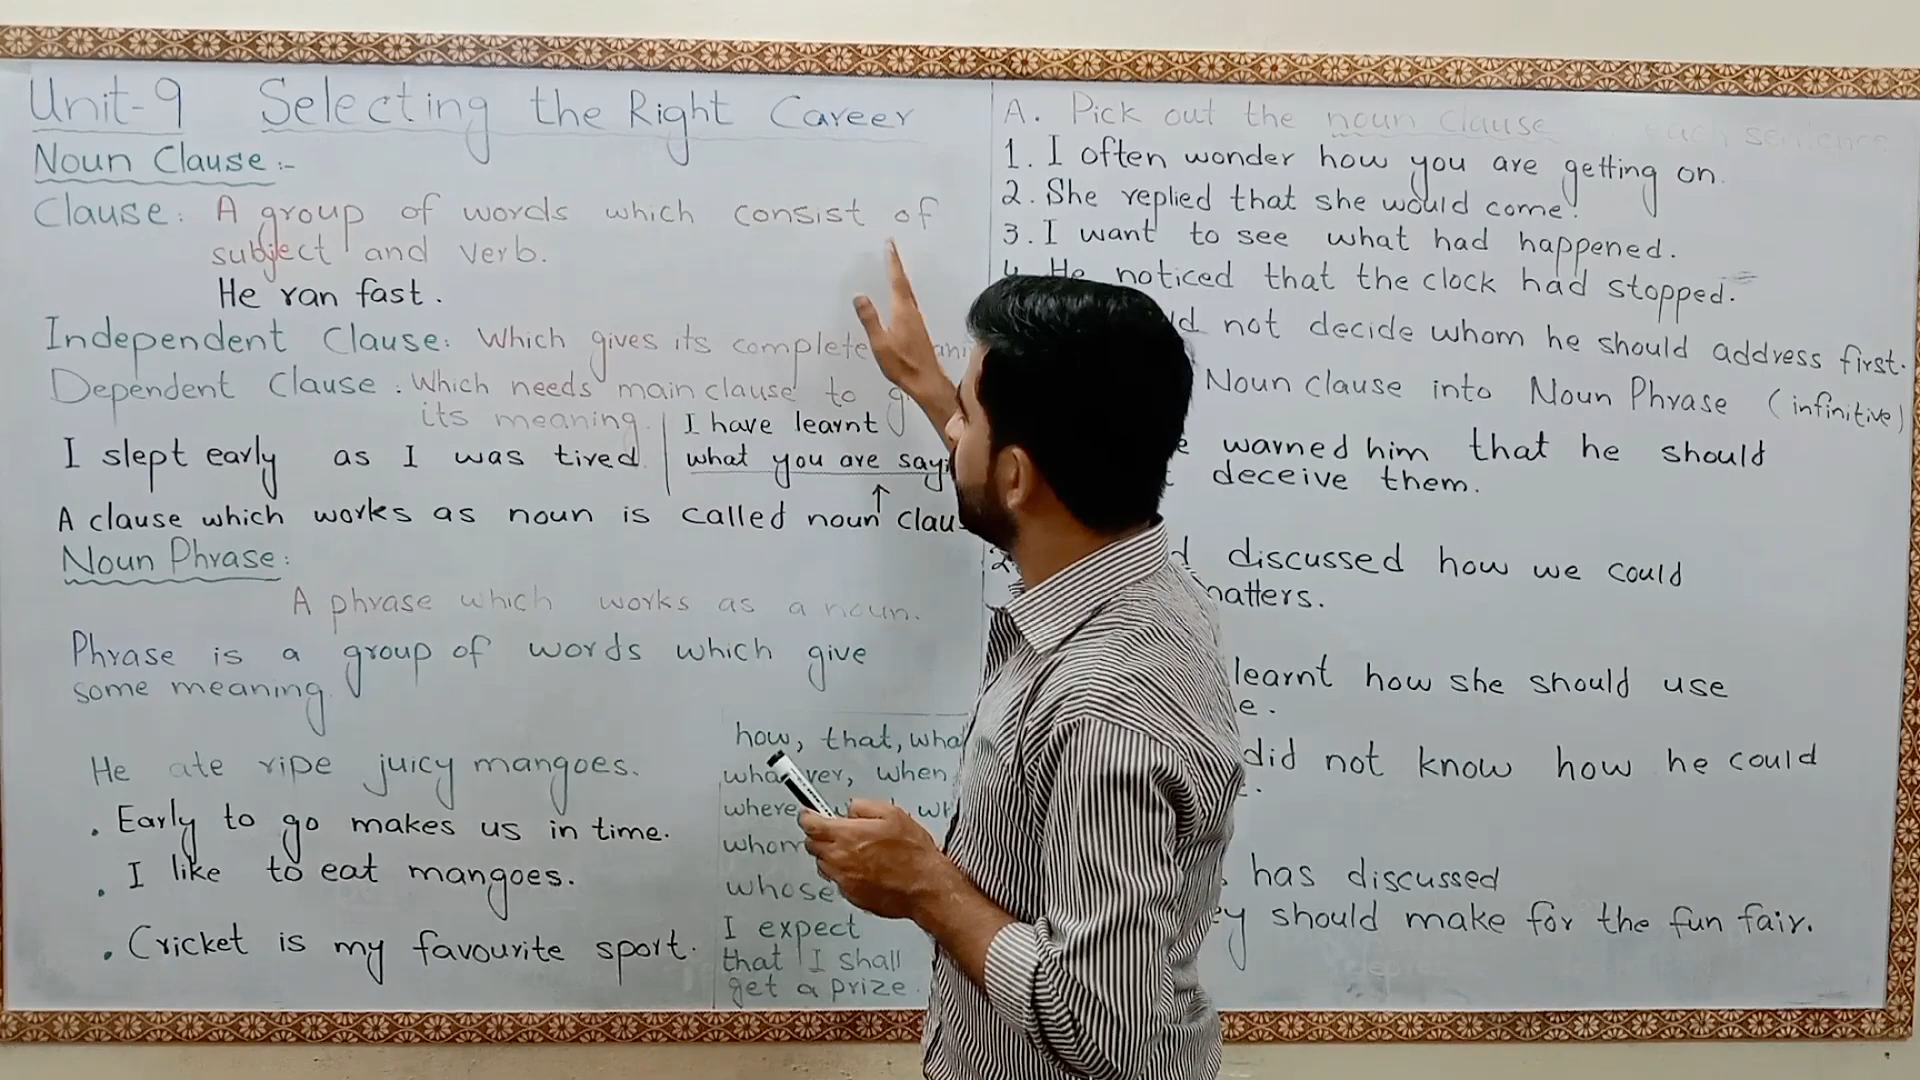 Unit-9 Selecting the Right Career
Noun Clause :-
Clause: A group of words which consist of
subject and verb.
He ran fast.
Independent Clause: Which gives its complete
Dependent Clause: Which needs main clause to
its meaning.
I slept early as I was tired
I have learnt
what you are
A clause which works as noun is called noun
Noun Phrase:
A phrase which works as a noun.
Phrase is a group of words which give
some meaning
He ate ripe juicy mangoes.
. Early to go makes us in time.
. I like to eat mangoes.
. Cricket is my favourite sport.
how, that,
when
whose
I expect
that I shall
get a prize.
A. Pick out the noun clause each sentence
1. I often wonder how you are getting on.
2. She replied that she would come.
3. I want to see what had happened.
4. He noticed that the clock had stopped.
not decide whom he should address first.
Noun Clause into Noun Phrase (infinitive)
warned him that he should
deceive them.
discussed how we could
learnt how she should use
did not know how he could
has discussed
should make for the fun fair.